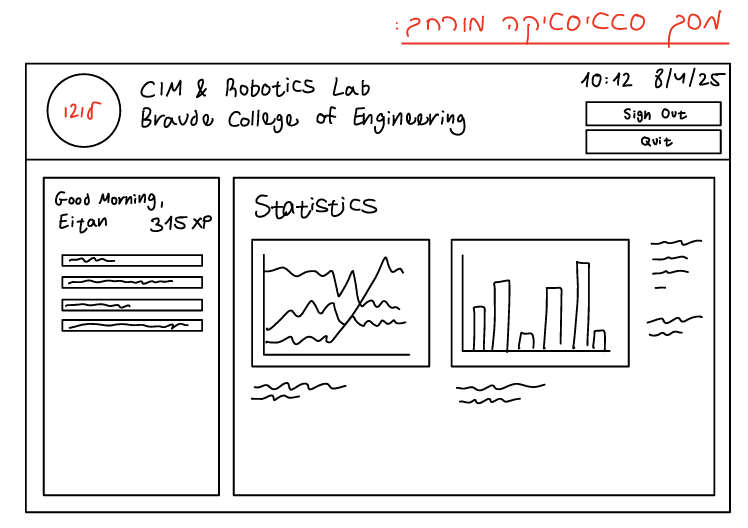 מסך סטטיסטיקה מורחב:
לוגו
CIM & Robotics Lab
Braude College of Engineering
10:12 8/4/25
Sign Out
Quit
Good Morning,
Eitan 315 XP
Statistics